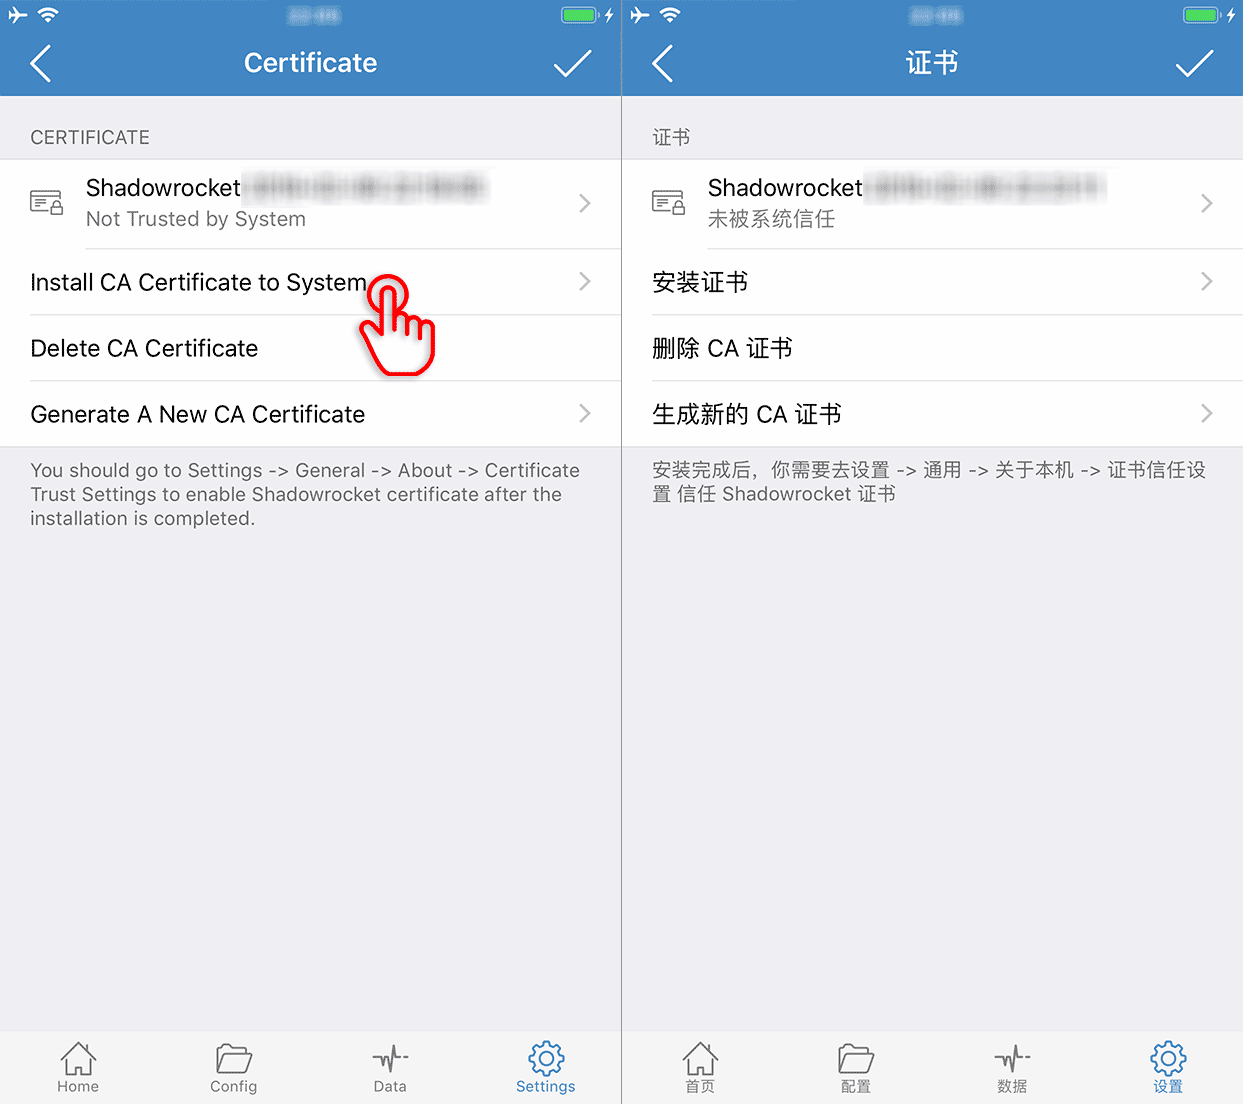 Certificate
CERTIFICATE
Shadowrocket
Not Trusted by System
Install CA Certificate to System
Delete CA Certificate
Generate A New CA Certificate
You should go to Settings -> General -> About -> Certificate
Trust Settings to enable Shadowrocket certificate after the
installation is completed.
Home
Config
Data
Settings
证书
证书
Shadowrocket
未被系统信任
安装证书
删除 CA 证书
生成新的 CA 证书
安装完成后，你需要去设置 -> 通用 -> 关于本机 -> 证书信任设
置 信任 Shadowrocket 证书
首页
配置
数据
设置